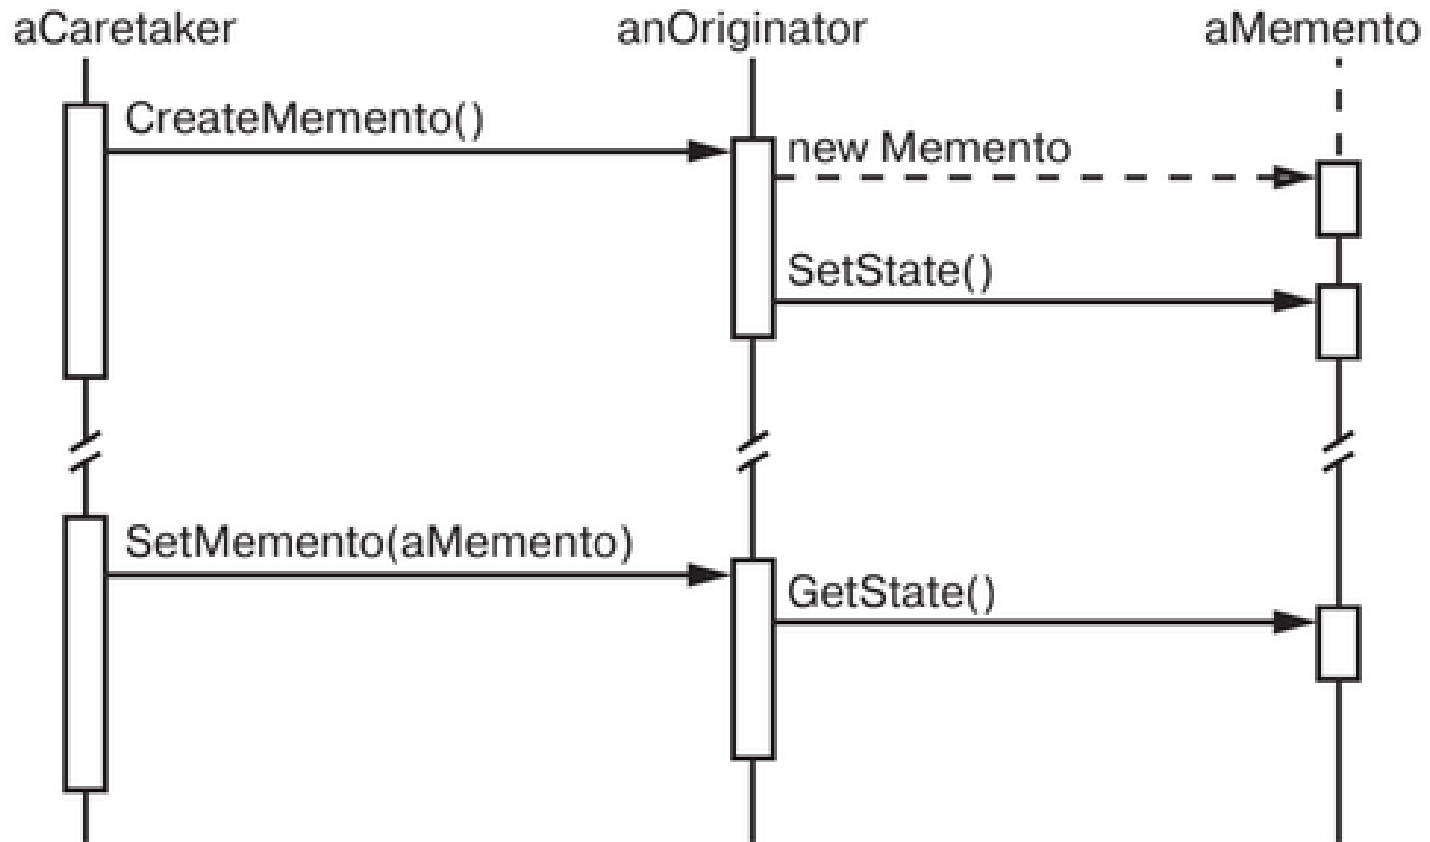 aCaretaker
anOriginator
aMemento
CreateMemento()
new Memento
SetState()
SetMemento(aMemento)
GetState()